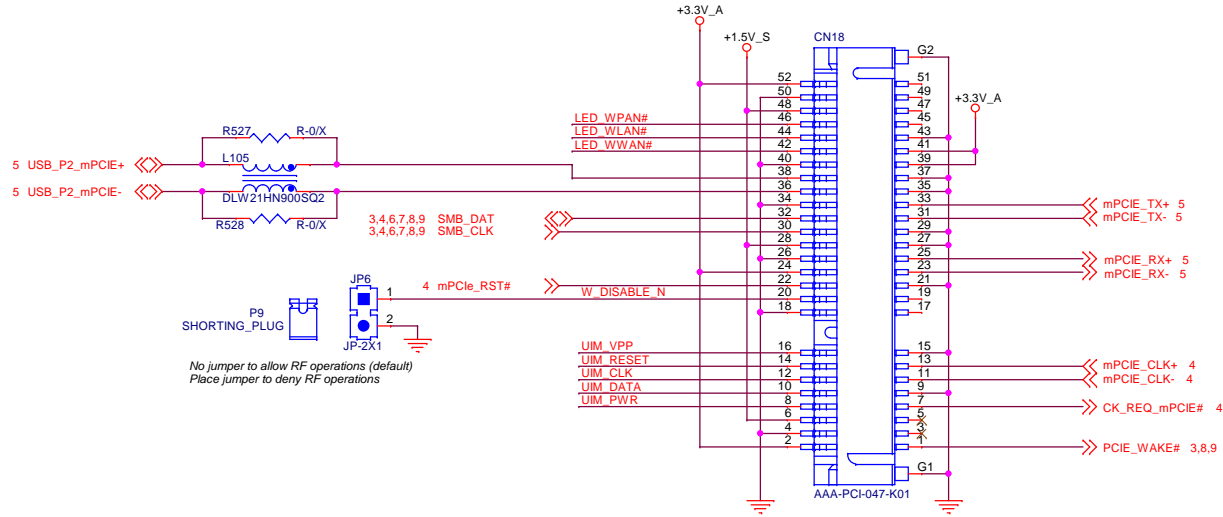 +3.3V_A
+1.5V_S
CN18
G2
52
51
50
49
+3.3V_A
48
47
LED_WPAN#
46
45
R527
R-0/X
LED_WLAN#
44
43
LED_WWAN#
42
41
L105
40
39
5 USB_P2_mPCIE+
38
37
5 USB_P2_mPCIE-
36
35
DLW21HN900SQ2
34
33
mPCIE_TX+ 5
R528
R-0/X
3,4,6,7,8,9 SMB_DAT
32
31
mPCIE_TX- 5
3,4,6,7,8,9 SMB_CLK
30
29
28
27
26
25
mPCIE_RX+ 5
24
23
mPCIE_RX- 5
JP6
4 mPCIe_RST#
22
21
1
W_DISABLE_N
20
19
P9
18
17
SHORTING_PLUG
2
JP-2X1
UIM_VPP
16
15
No jumper to allow RF operations (default)
UIM_RESET
14
13
mPCIE_CLK+ 4
Place jumper to deny RF operations
UIM_CLK
12
11
mPCIE_CLK- 4
UIM_DATA
10
9
UIM_PWR
8
7
CK_REQ_mPCIE# 4
6
5
4
3
2
1
PCIE_WAKE# 3,8,9
G1
AAA-PCI-047-K01